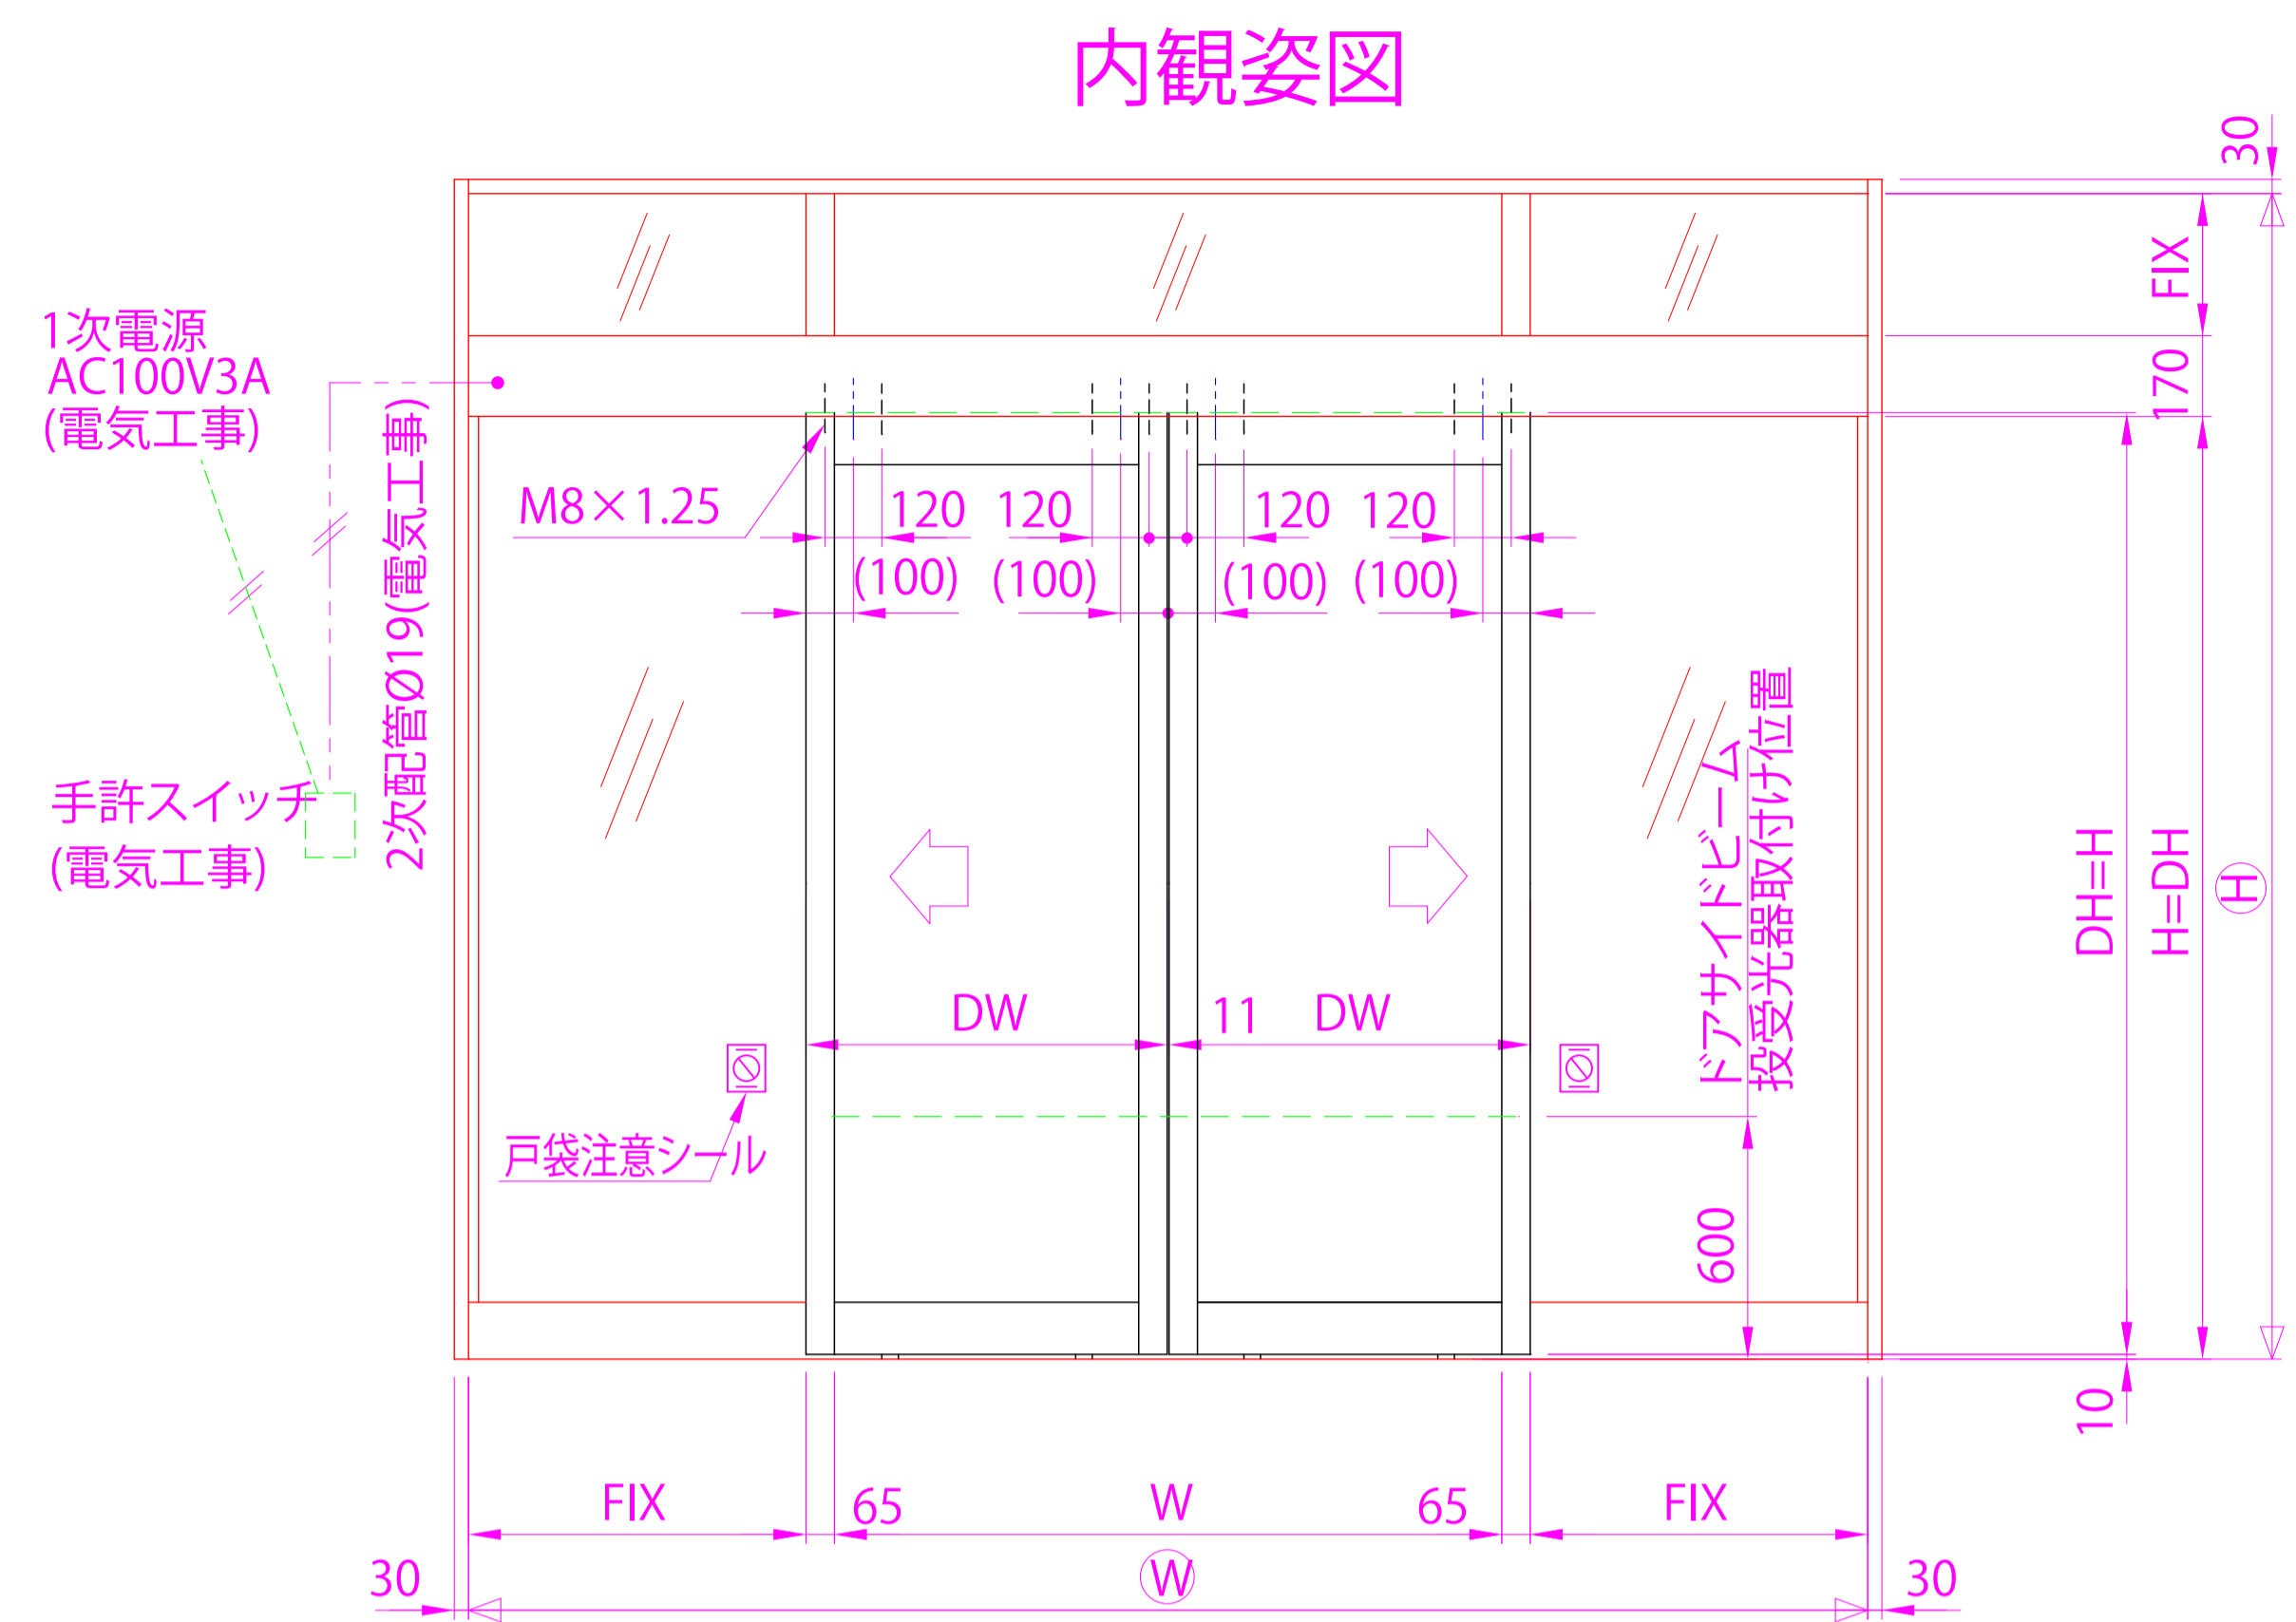 内観姿図
30
FIX
170
1次電源
AC100V3A
(電気工事)
2次配管Ø19(電気工事)
M8×1.25
120
120
120
120
(100)
(100)
(100)
(100)
手許スイッチ
(電気工事)
ドアサイドビーム
投受光器取付け位置
DH=H
H=DH
H
DW
11
DW
戸袋注意シール
600
10
FIX
65
W
65
FIX
30
W
30